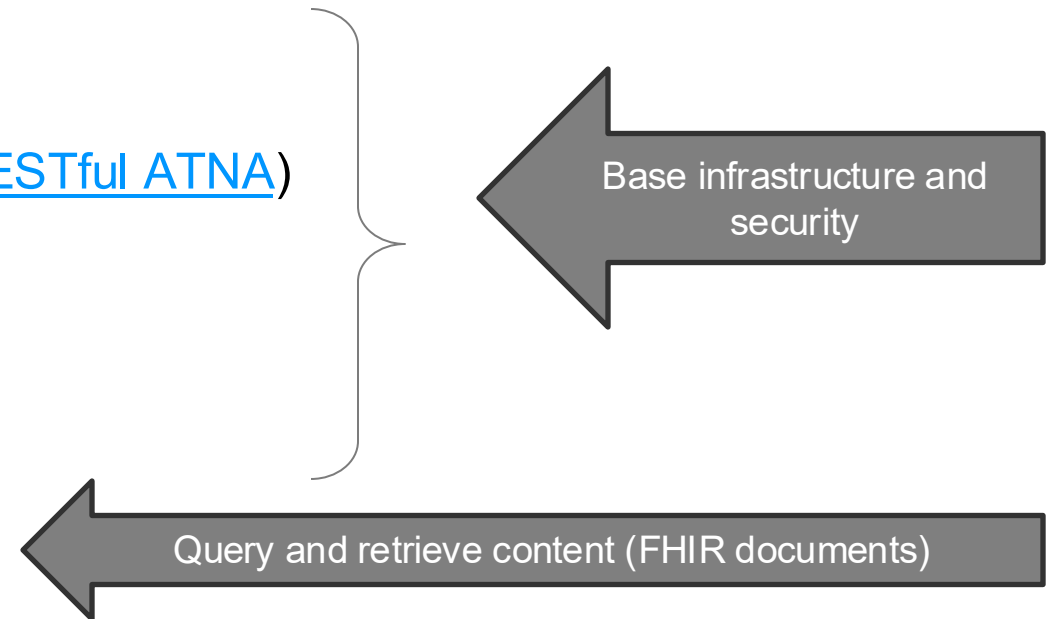 ESTful ATNA)
Base infrastructure and
security
Query and retrieve content (FHIR documents)